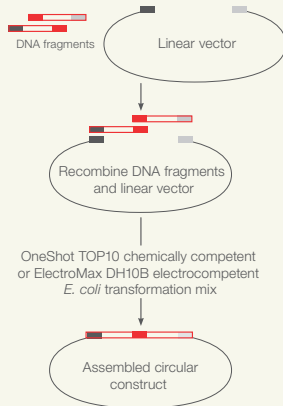 DNA fragments
Linear vector
Recombine DNA fragments
and linear vector
OneShot TOP10 chemically competent
or ElectroMax DH10B electrocompetent
E. coli transformation mix
Assembled circular
construct